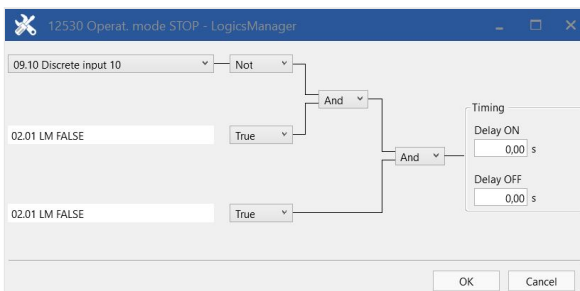 12530 Operat. mode STOP - LogicsManager
09.10 Discrete input 10
Not
And
Timing
Delay ON
0,00 s
02.01 LM FALSE
True
And
Delay OFF
0,00 s
02.01 LM FALSE
True
OK
Cancel